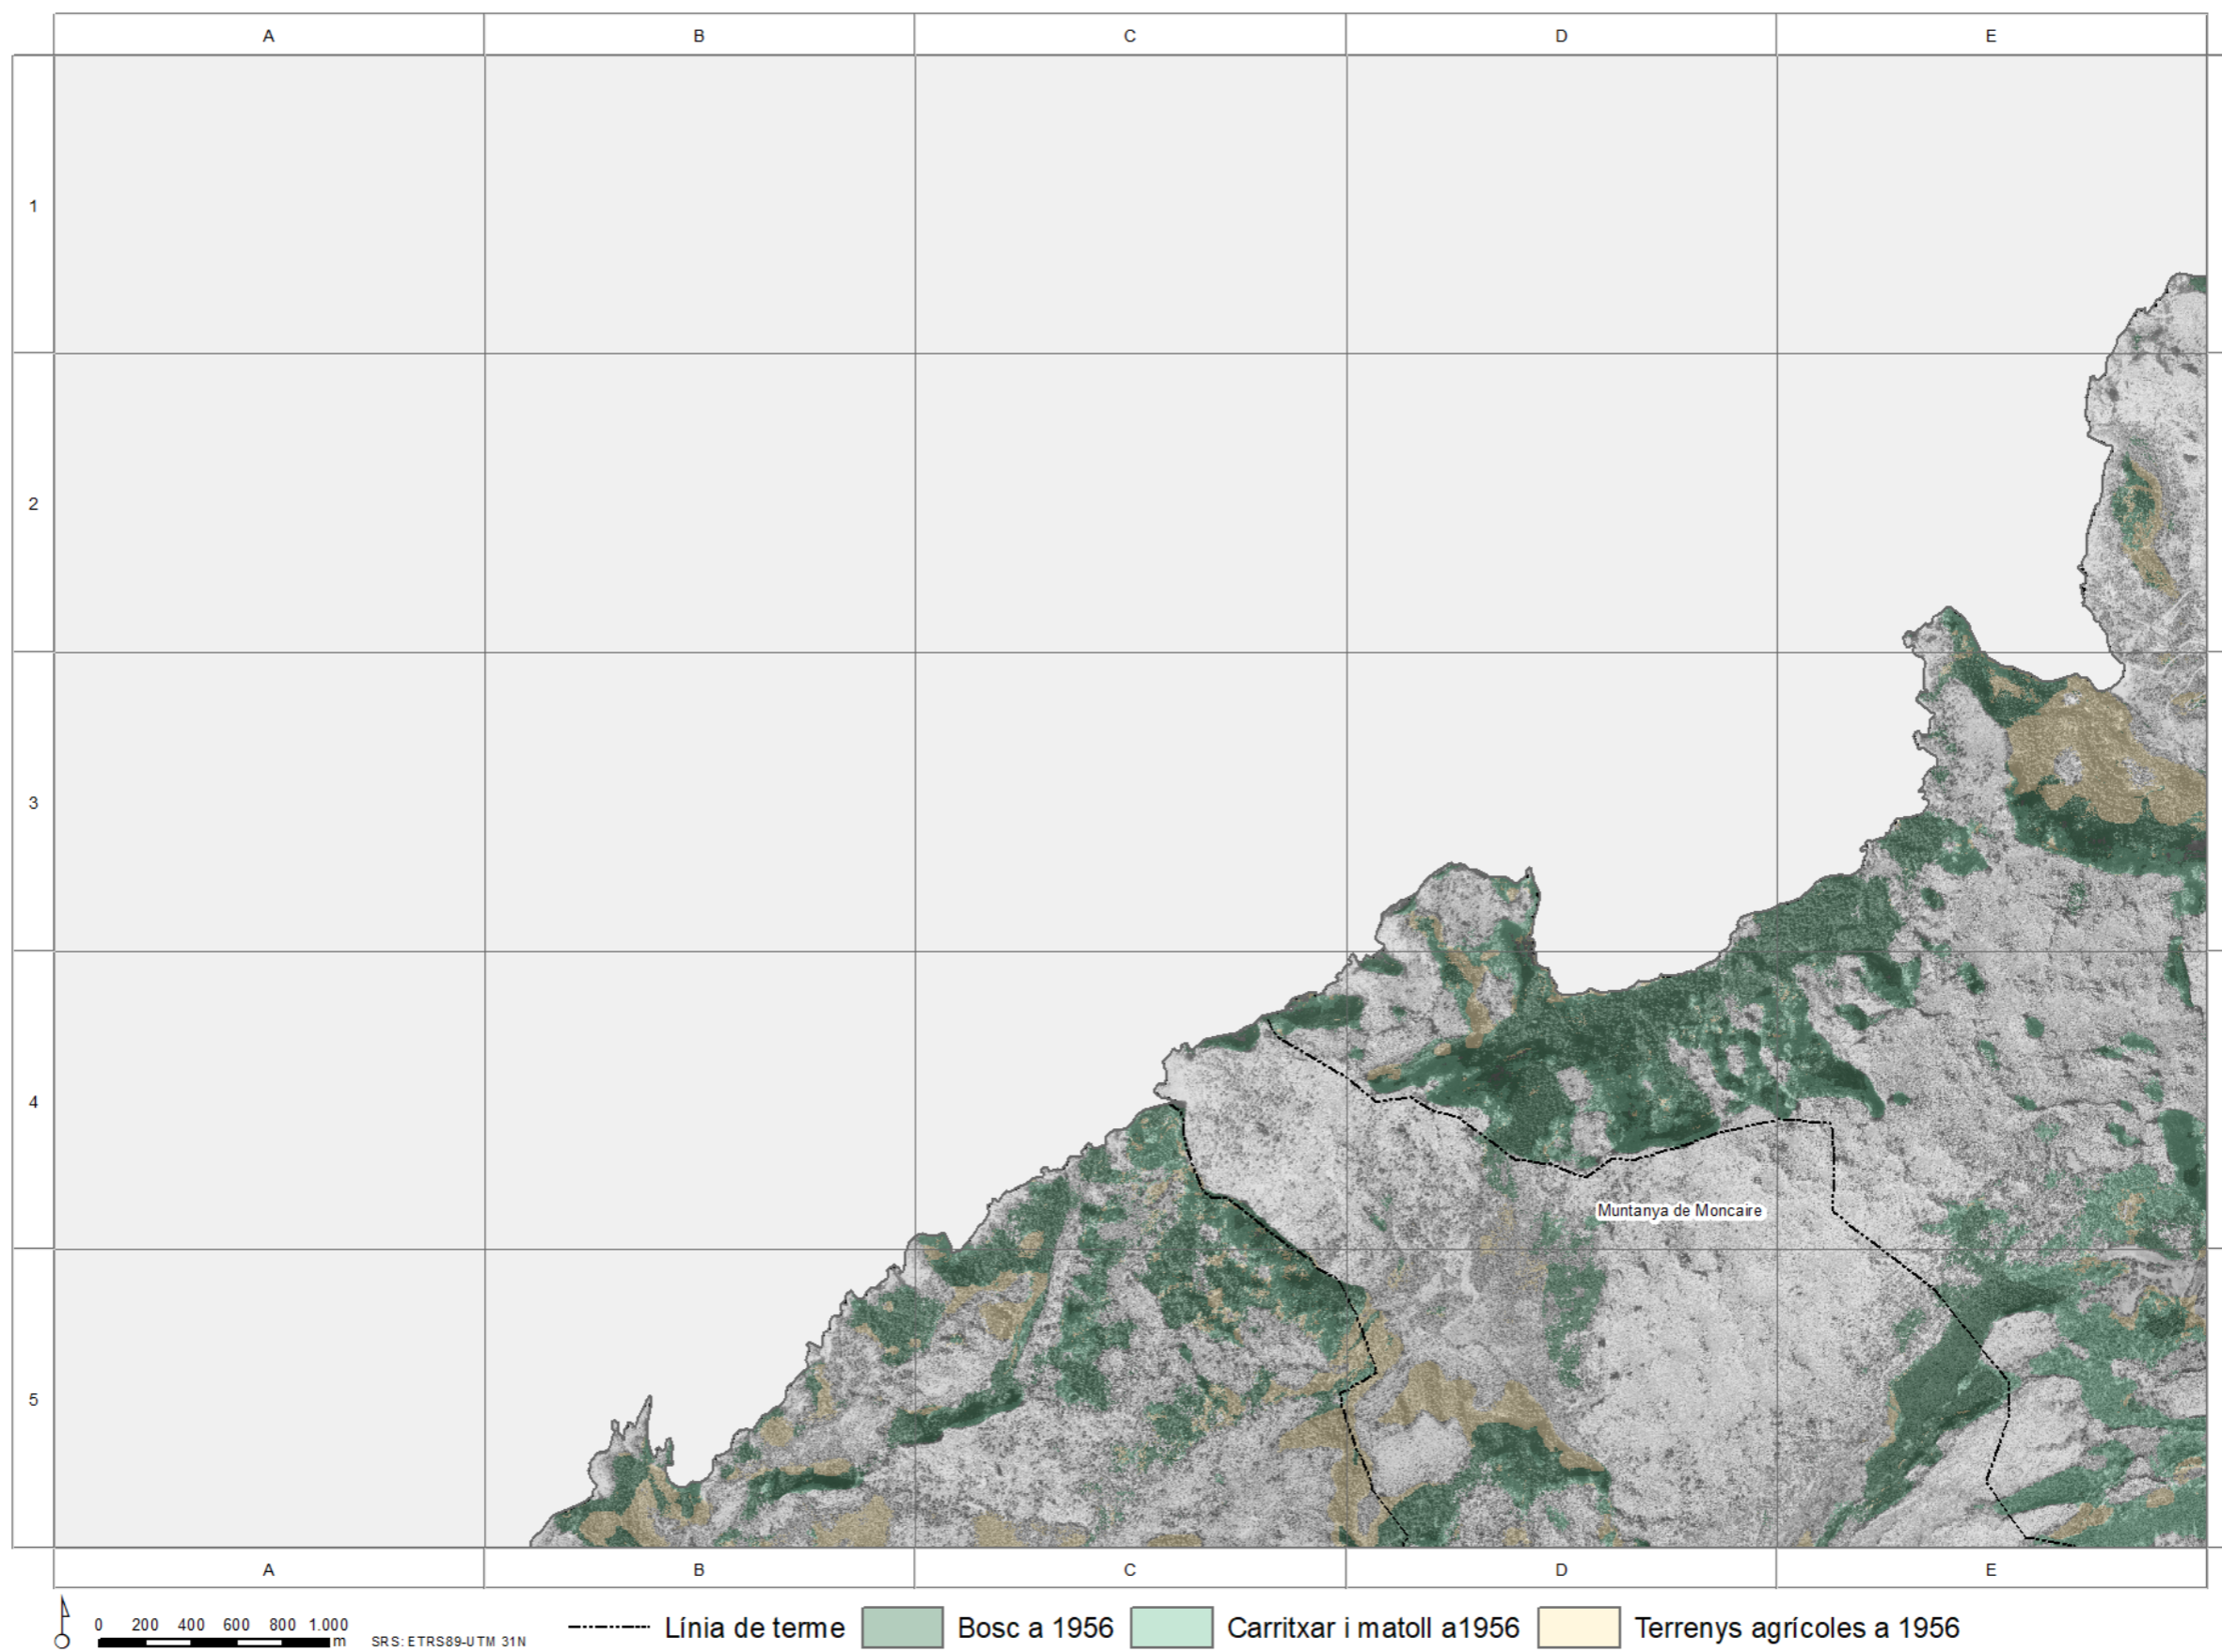 A B C D E
1
2
3
4
Muntanya de Moncaire
5
A B C D E
0 200 400 600 800 1.000
m
SRS: ETRS89-UTM 31N
Línia de terme
Bosc a 1956
Carritxar i matoll a1956
Terrenys agrícoles a 1956